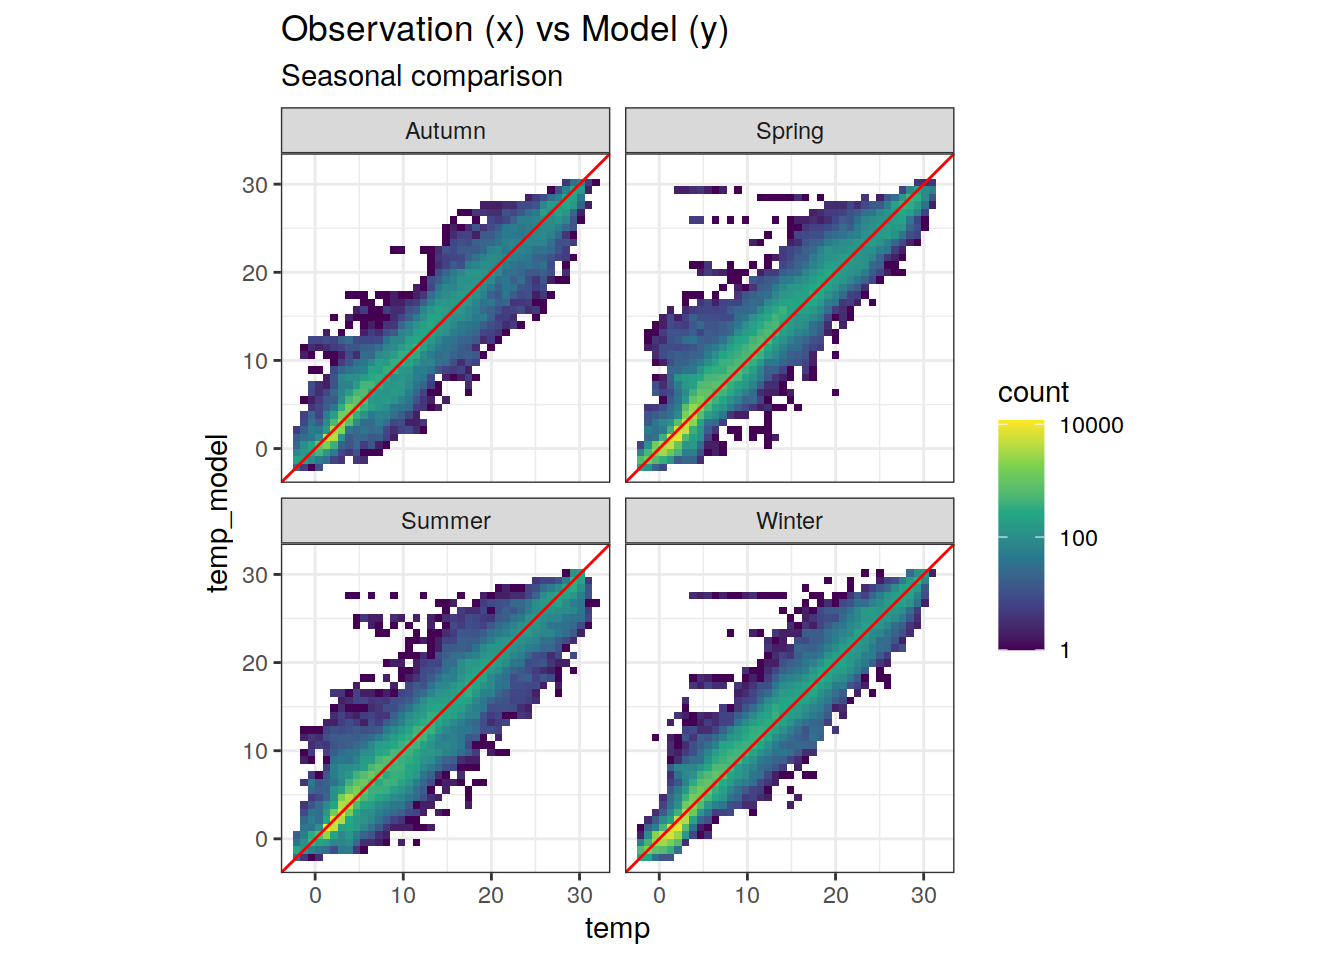 Observation (x) vs Model (y)
Seasonal comparison
Autumn
Spring
30
20
10
0
Summer
Winter
30
20
10
0
0
10
20
30
0
10
20
30
temp
temp_model
count
10000
100
1